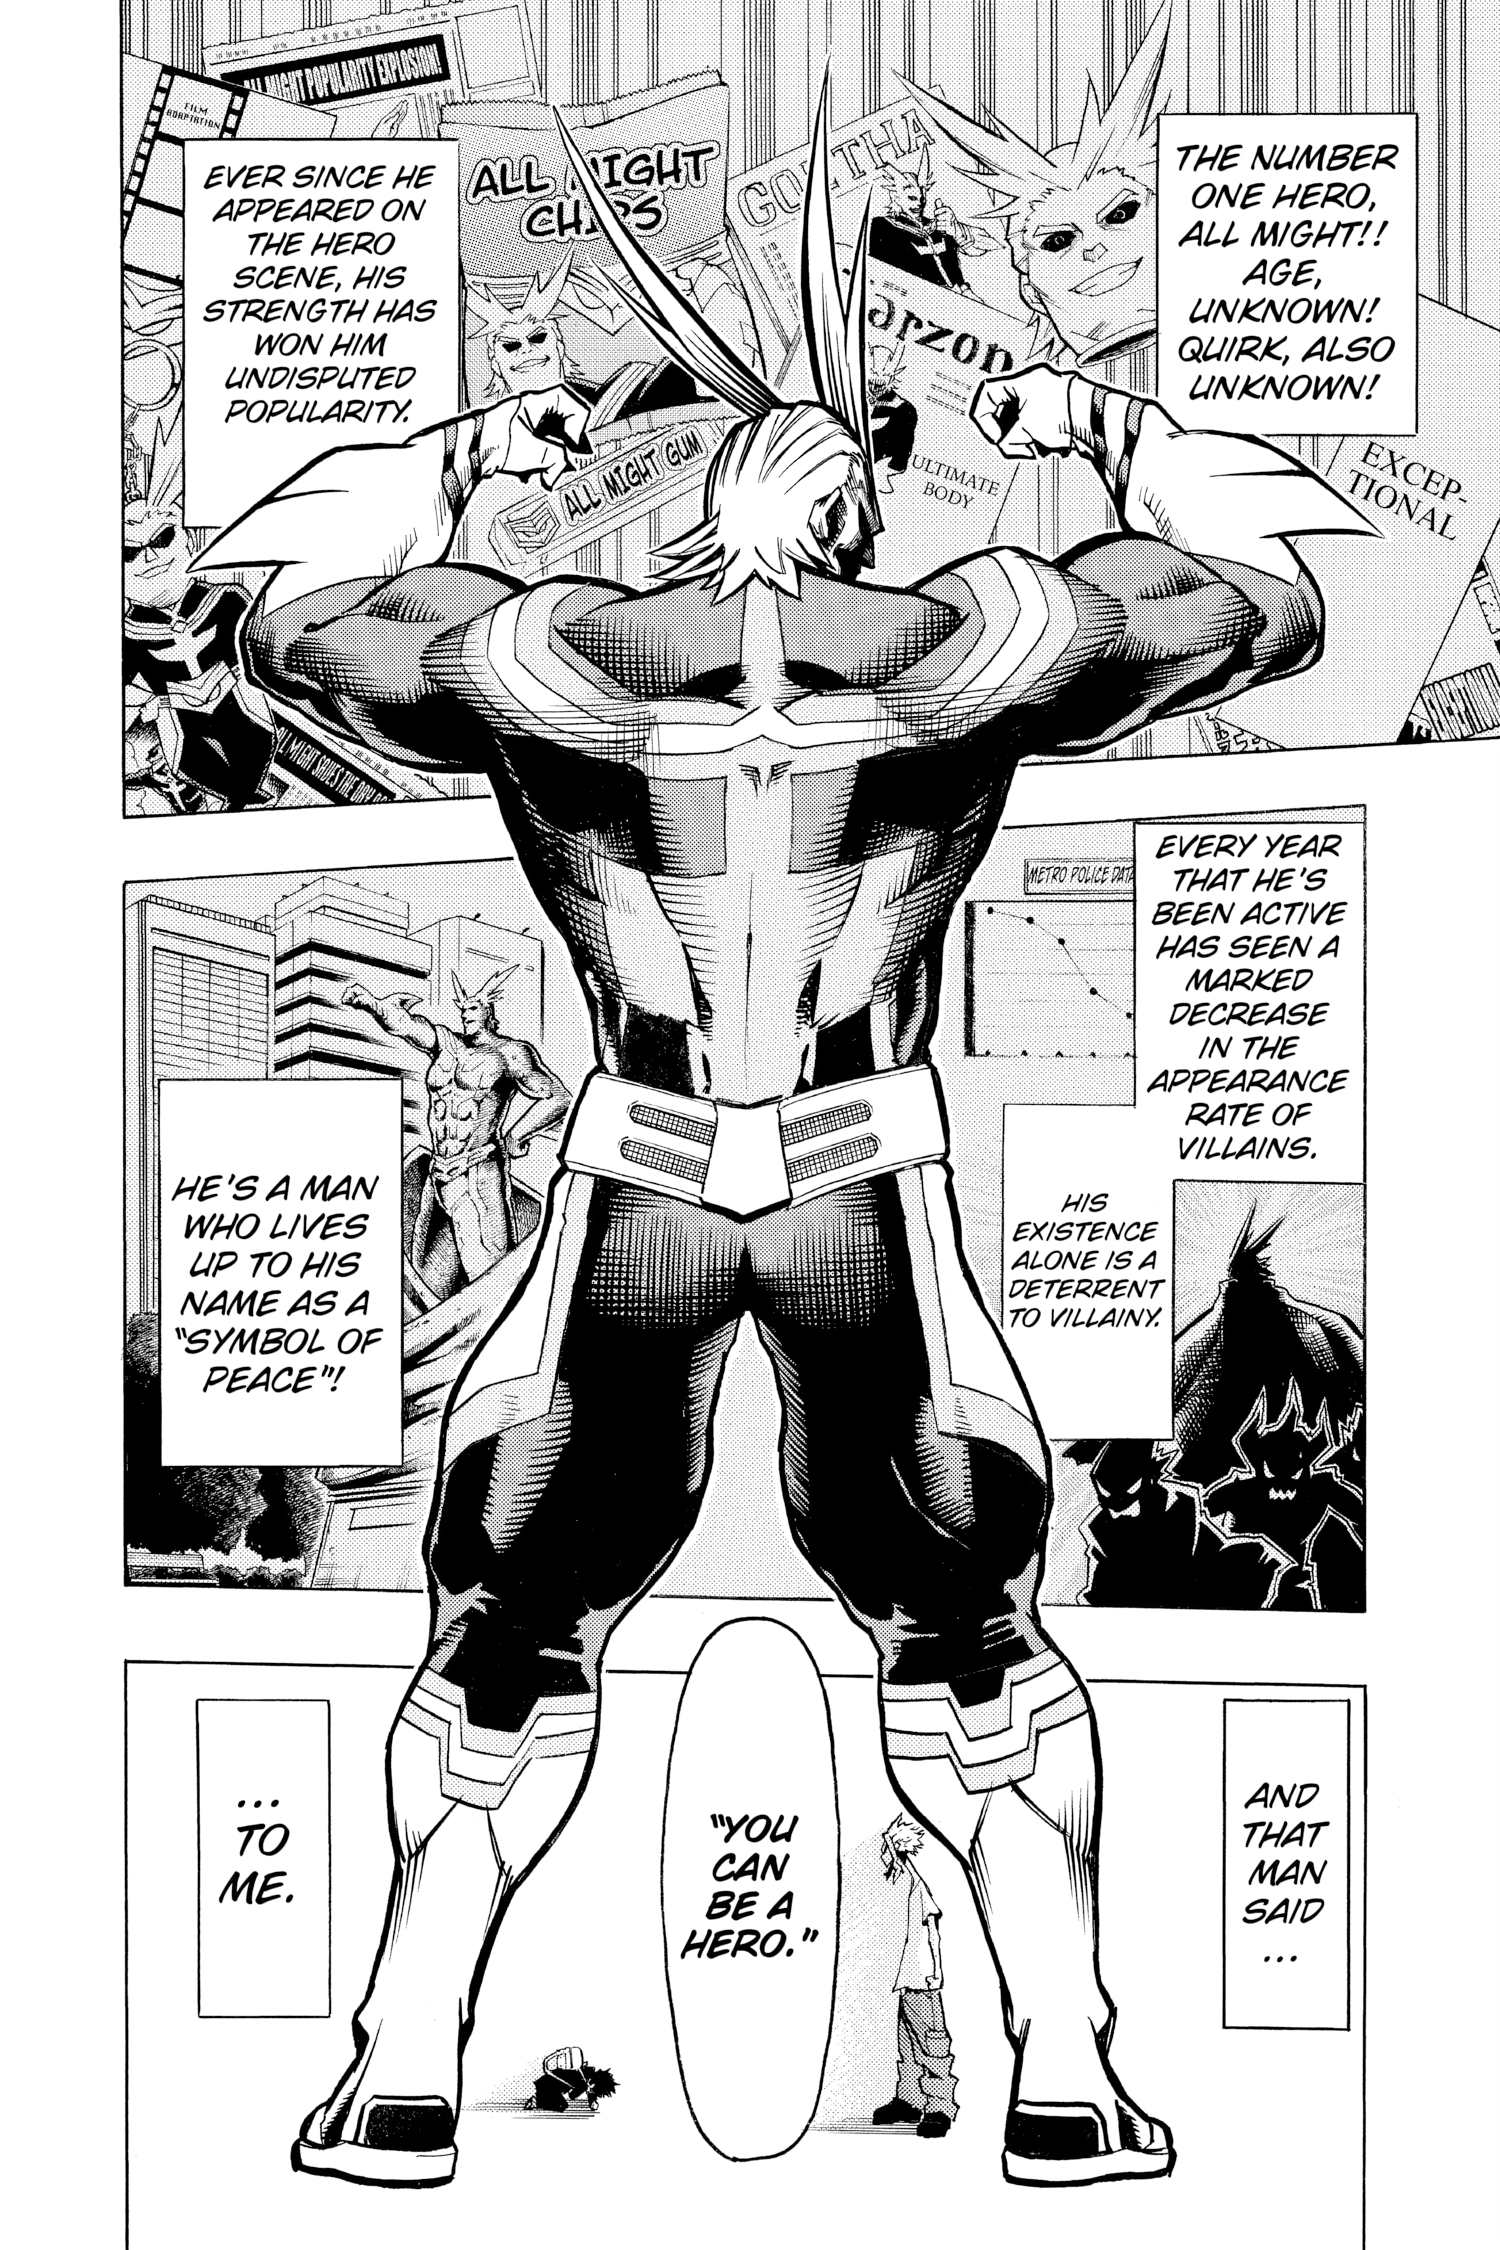 THE NUMBER
ONE HERO,
ALL MIGHT!!
AGE,
UNKNOWN!
QUIRK, ALSO
UNKNOWN!
EVER SINCE HE
APPEARED ON
THE HERO
SCENE, HIS
STRENGTH HAS
WON HIM
UNDISPUTED
POPULARITY.
FILM
ADAPTATION
ALL MIGHT POPULARITY EXPLOSION!
ALL MIGHT
CHIPS
ALL MIGHT GUM
ULTIMATE
BODY
EXCEP-
TIONAL
EVERY YEAR
THAT HE'S
BEEN ACTIVE
HAS SEEN A
MARKED
DECREASE
IN THE
APPEARANCE
RATE OF
VILLAINS.
METRO POLICE DATA
HIS
EXISTENCE
ALONE IS A
DETERRENT
TO VILLAINY.
HE'S A MAN
WHO LIVES
UP TO HIS
NAME AS A
"SYMBOL OF
PEACE"!
AND
THAT
MAN
SAID
...
"YOU
CAN
BE A
HERO."
...
TO
ME.